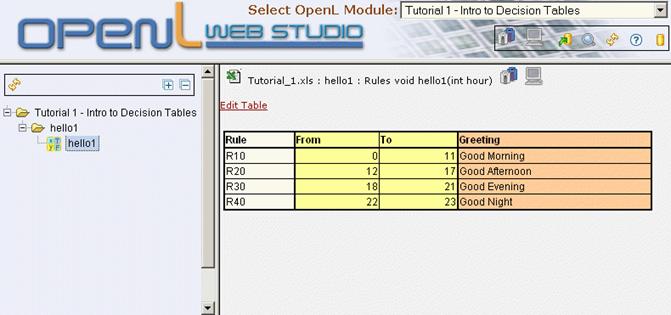 Select OpenL Module: Tutorial 1 - Intro to Decision Tables
OPENL WEB STUDIO
Tutorial_1.xls : hello1 : Rules void hello1(int hour)
Edit Table
Tutorial 1 - Intro to Decision Tables
hello1
hello1
Rule From To Greeting
R10 0 11 Good Morning
R20 12 17 Good Afternoon
R30 18 21 Good Evening
R40 22 23 Good Night